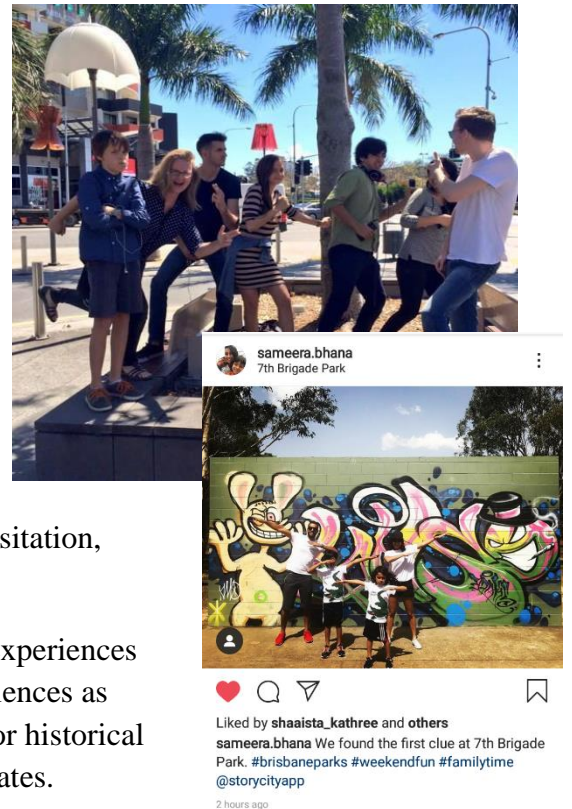 sameera.bhana
7th Brigade Park
sitation,
xperiences
iences as
or historical
ates.
Liked by shaaista_kathree and others
sameera.bhana We found the first clue at 7th Brigade
Park. #brisbaneparks #weekendfun #familytime
@storycityapp
2 hours ago